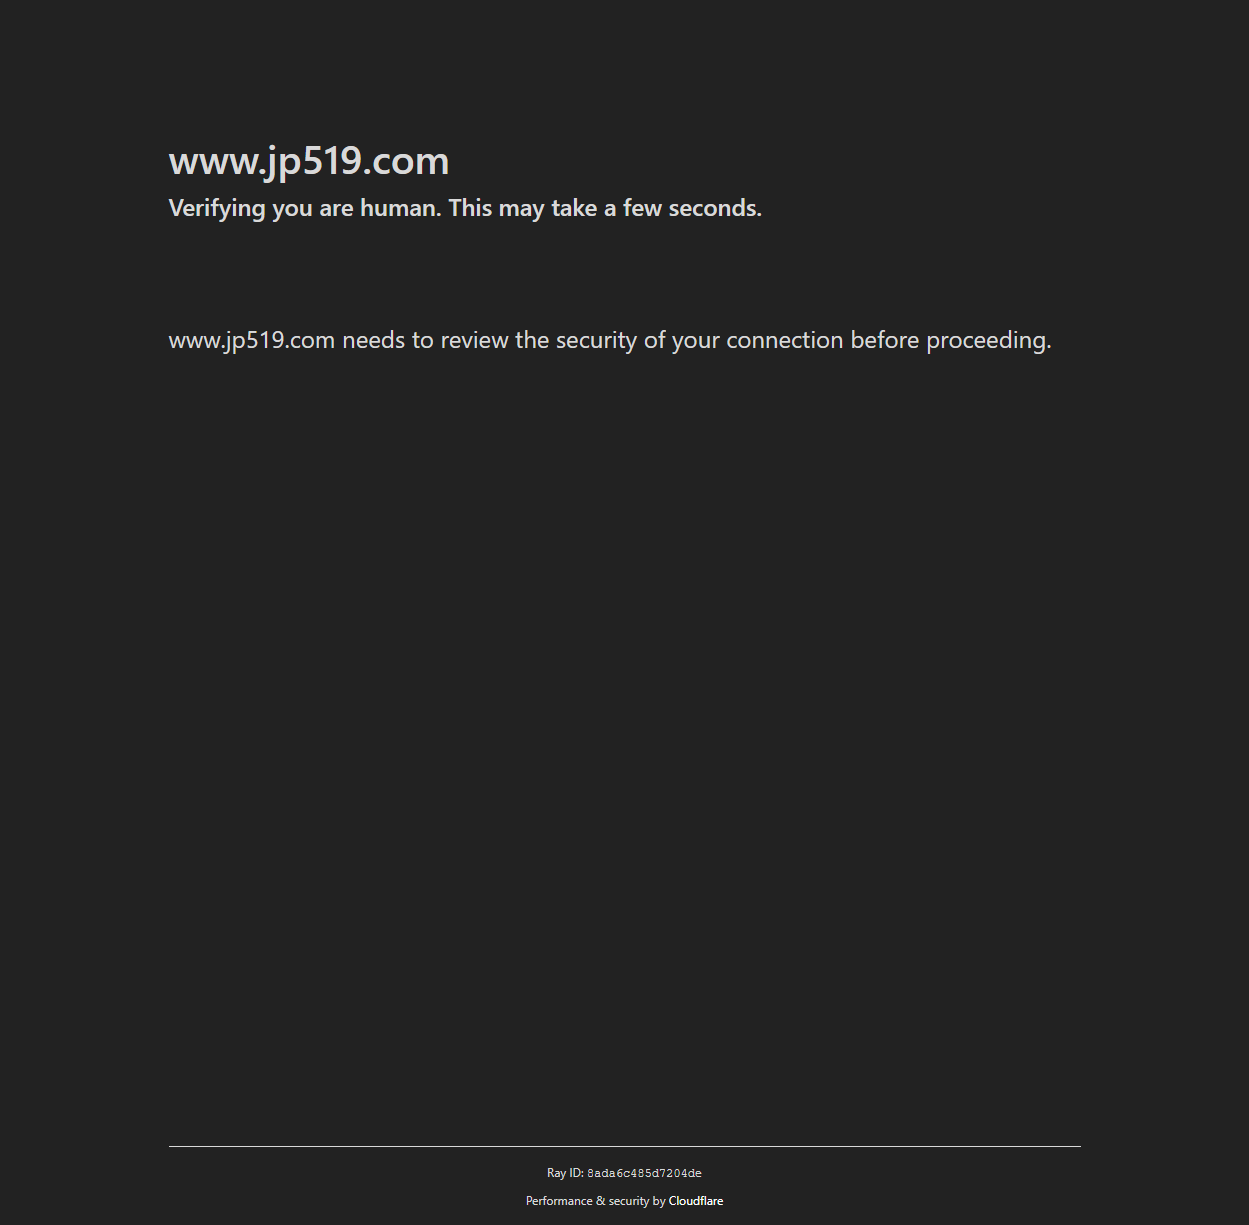 www.jp519.com
Verifying you are human. This may take a few seconds.
www.jp519.com needs to review the security of your connection before proceeding.
Ray ID: 8ada6c485d7204de
Performance & security by Cloudflare